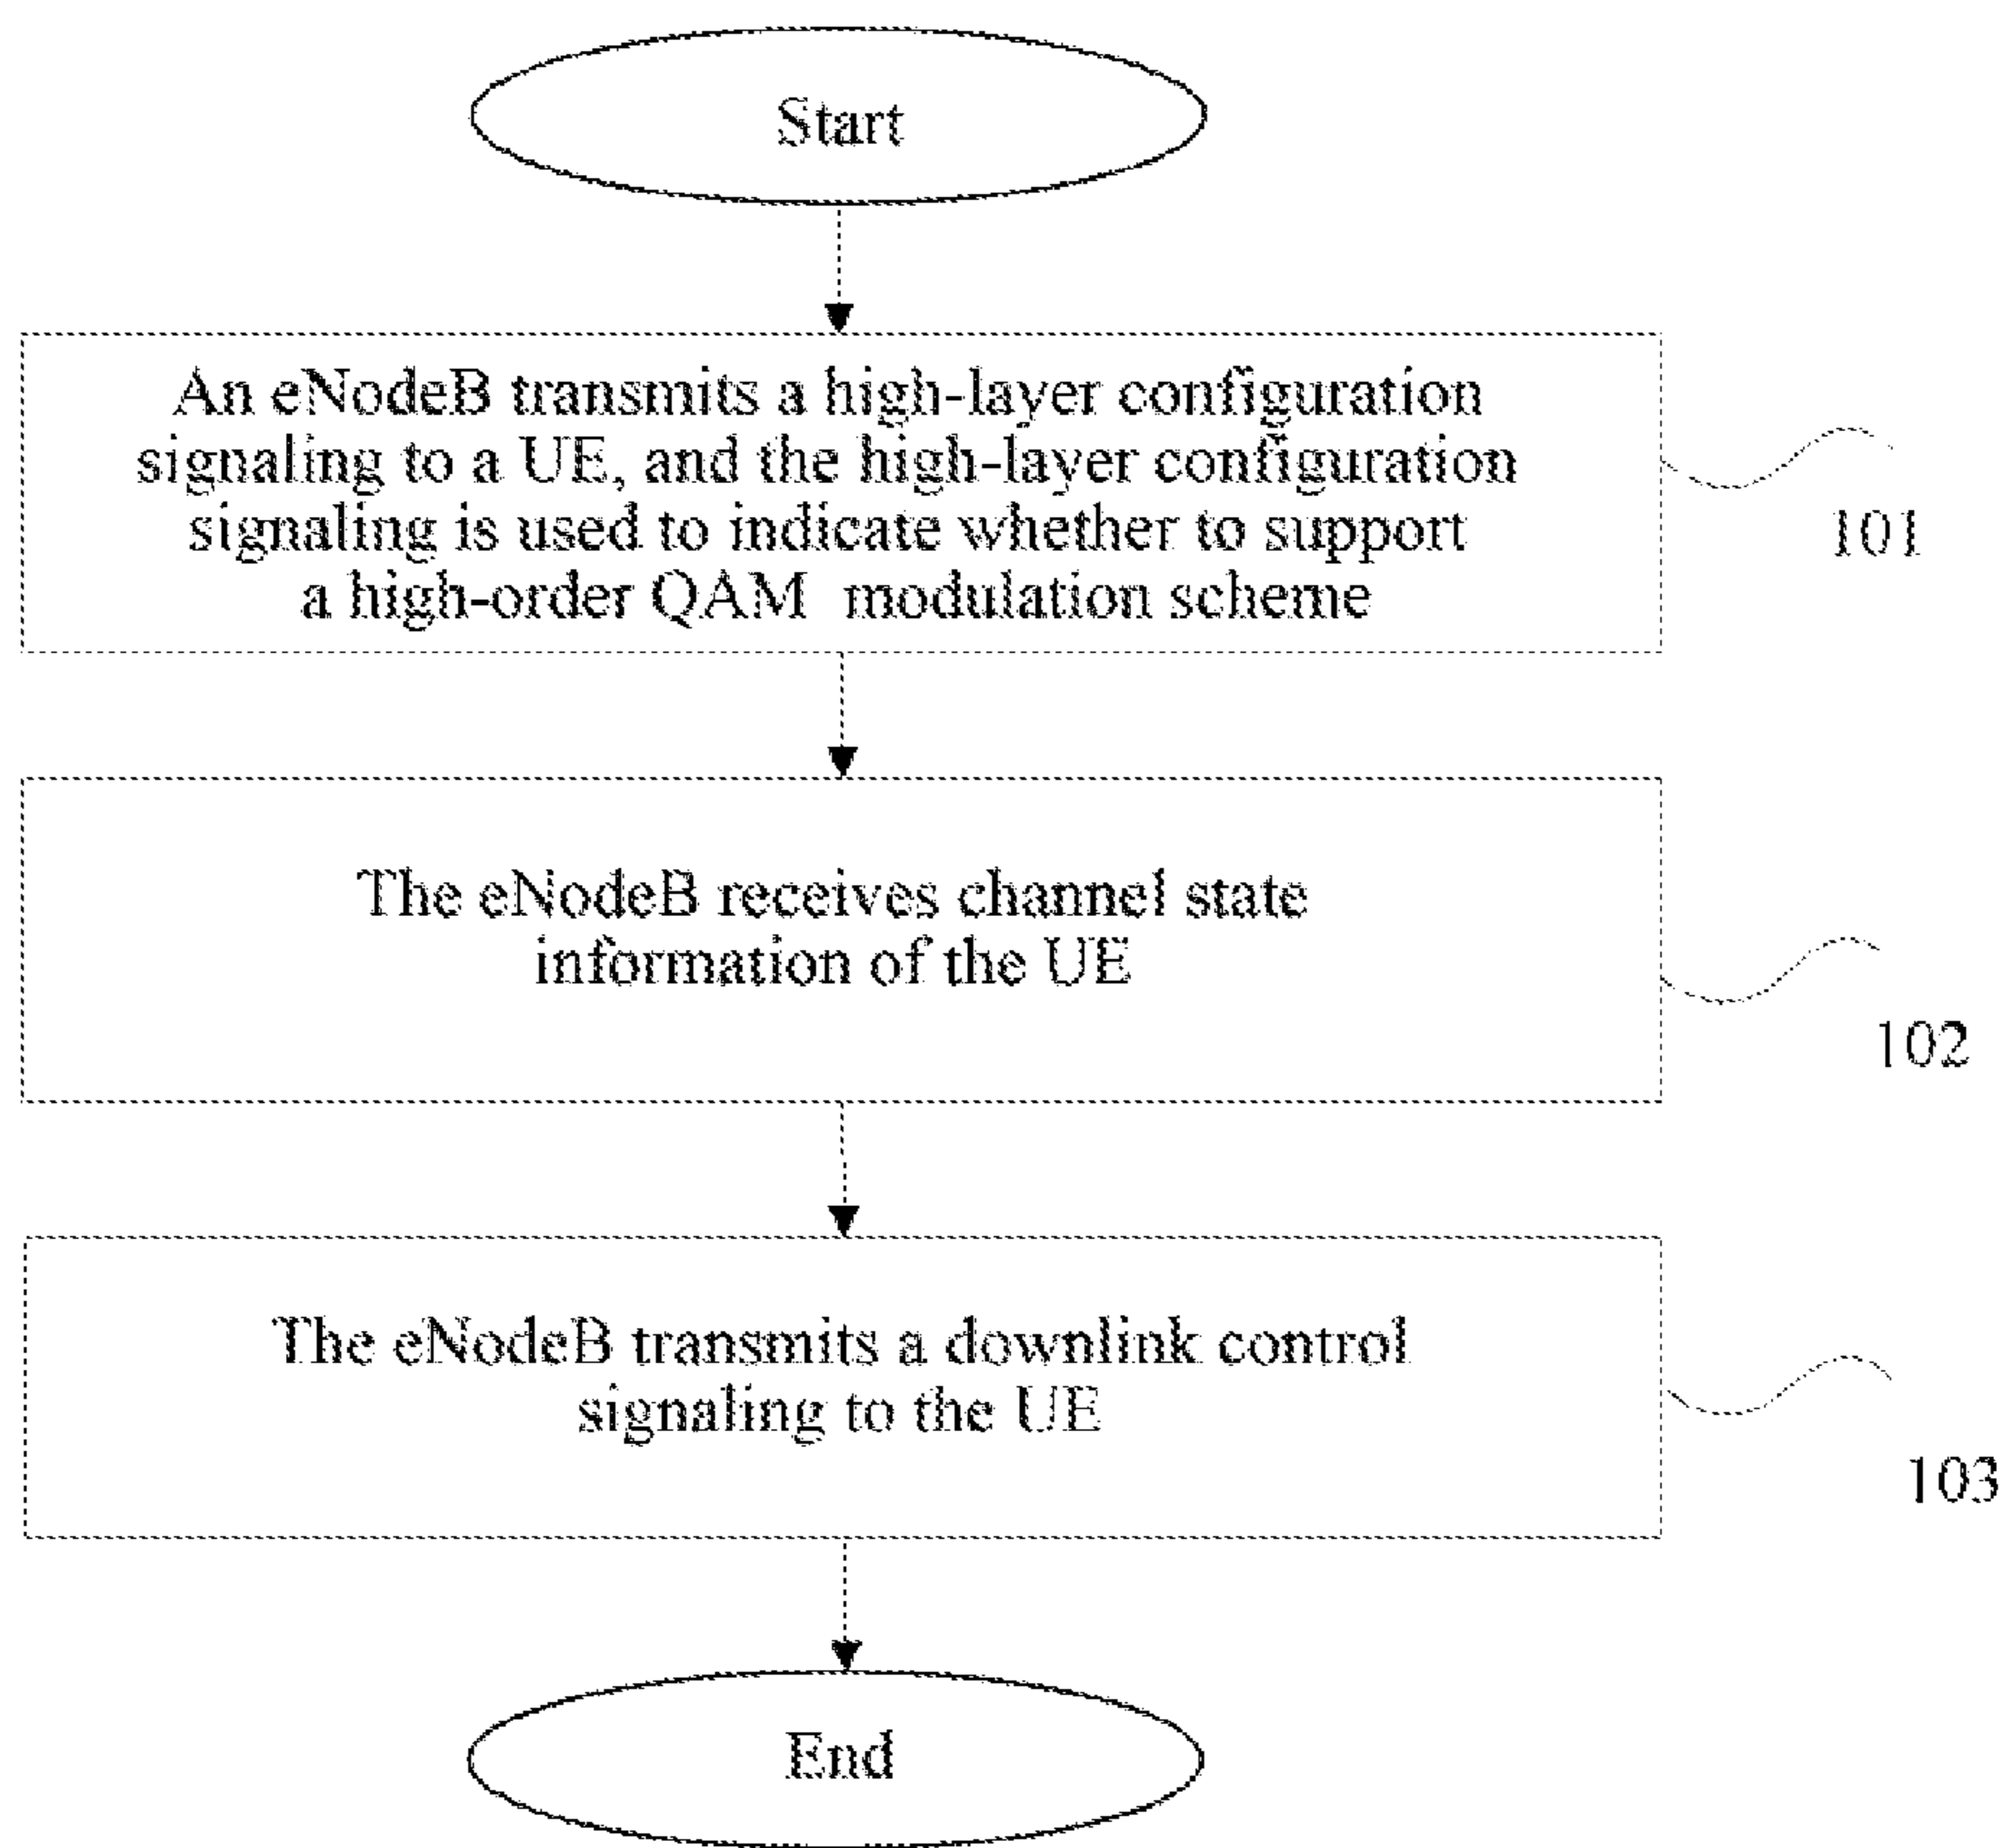 Start
An eNodeB transmits a high-layer configuration
signaling to a UE, and the high-layer configuration
signaling is used to indicate whether to support
a high-order QAM modulation scheme
101
The eNodeB receives channel state
information of the UE
102
The eNodeB transmits a downlink control
signaling to the UE
103
End